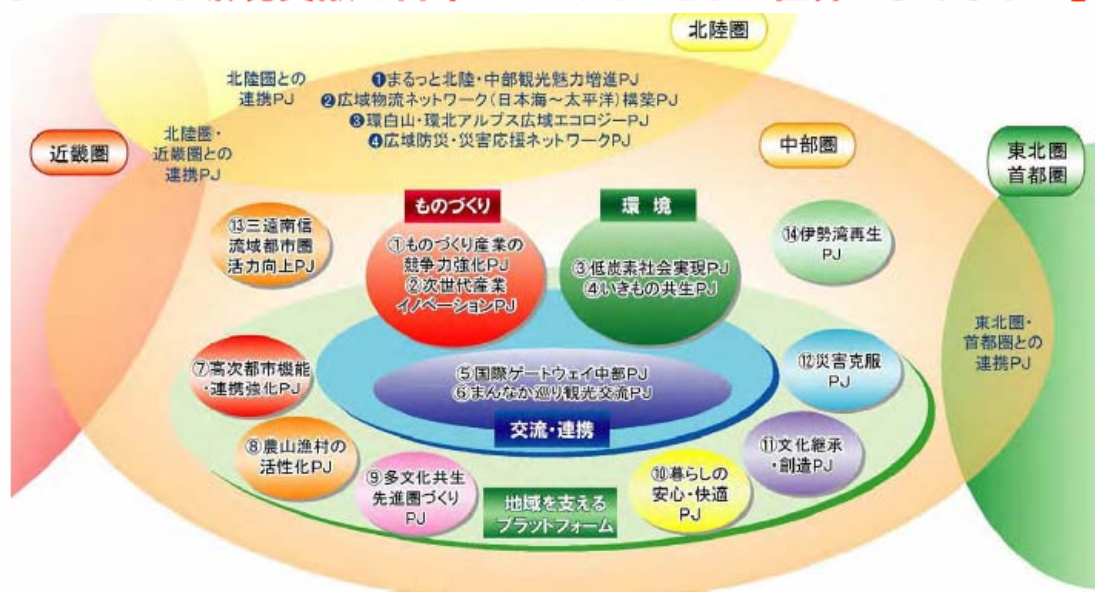 北陸圏
北陸圏との
連携PJ
❶まるっと北陸・中部観光魅力増進PJ
❷広域物流ネットワーク(日本海～太平洋)構築PJ
❸環白山・環北アルプス広域エコロジーPJ
❹広域防災・災害応援ネットワークPJ
近畿圏
北陸圏・
近畿圏との
連携PJ
中部圏
東北圏
首都圏
ものづくり
環境
⑬三遠南信
流域都市圏
活力向上PJ
①ものづくり産業の
競争力強化PJ
②次世代産業
イノベーションPJ
③低炭素社会実現PJ
④いきもの共生PJ
⑭伊勢湾再生
PJ
東北圏・
首都圏との
連携PJ
⑦高次都市機能
・連携強化PJ
⑤国際ゲートウェイ中部PJ
⑥まんなか巡り観光交流PJ
⑫災害克服
PJ
交流・連携
⑧農山漁村の
活性化PJ
⑪文化継承
・創造PJ
⑨多文化共生
先進圏づくり
PJ
地域を支える
プラットフォーム
⑩暮らしの
安心・快適
PJ